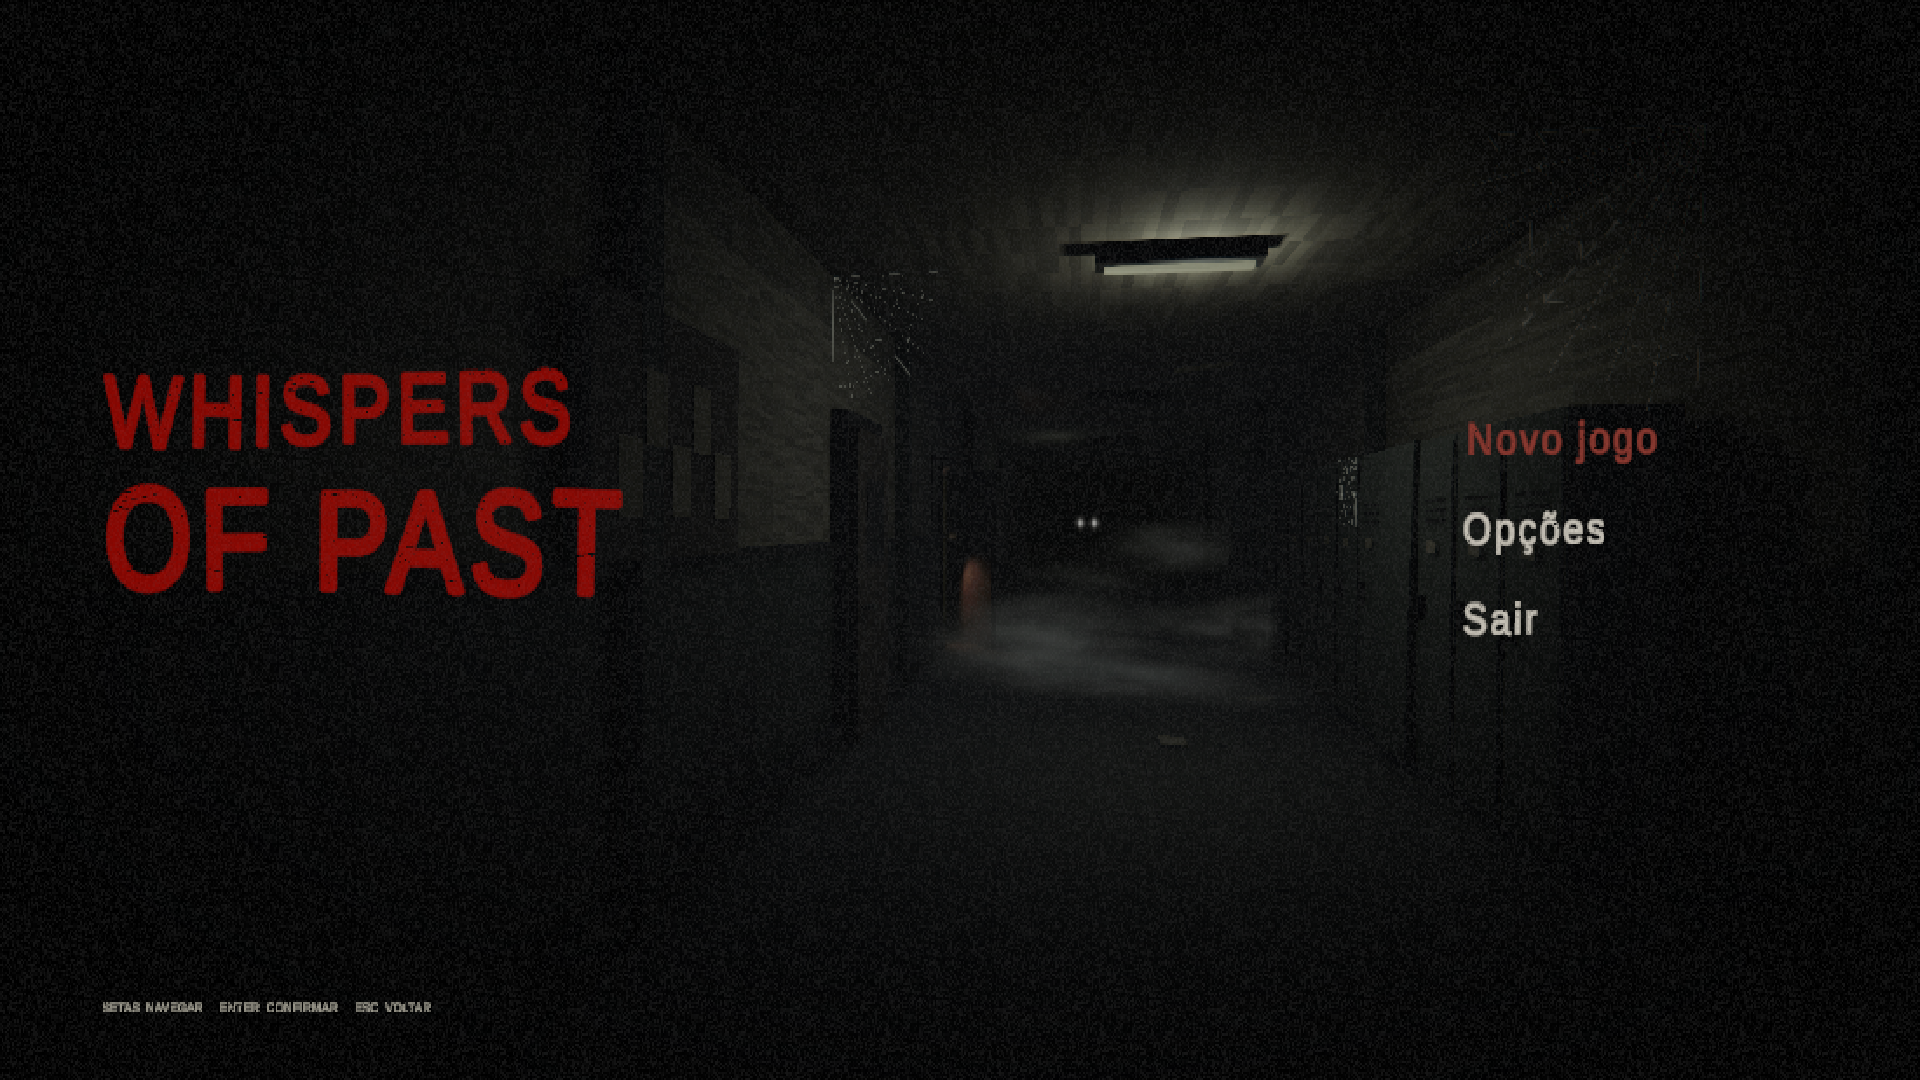 WHISPERS
OF PAST
Novo jogo
Opções
Sair
SETAS NAVEGAR ENTER CONFIRMAR ESC VOLTAR